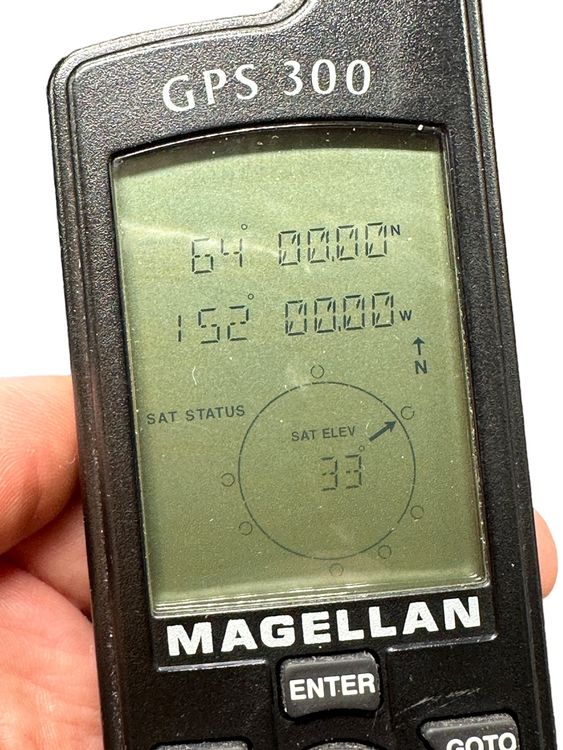 GPS 300
64° 00.00 N
152° 00.00 W
N
SAT STATUS
SAT ELEV
33°
MAGELLAN
ENTER
GOTO